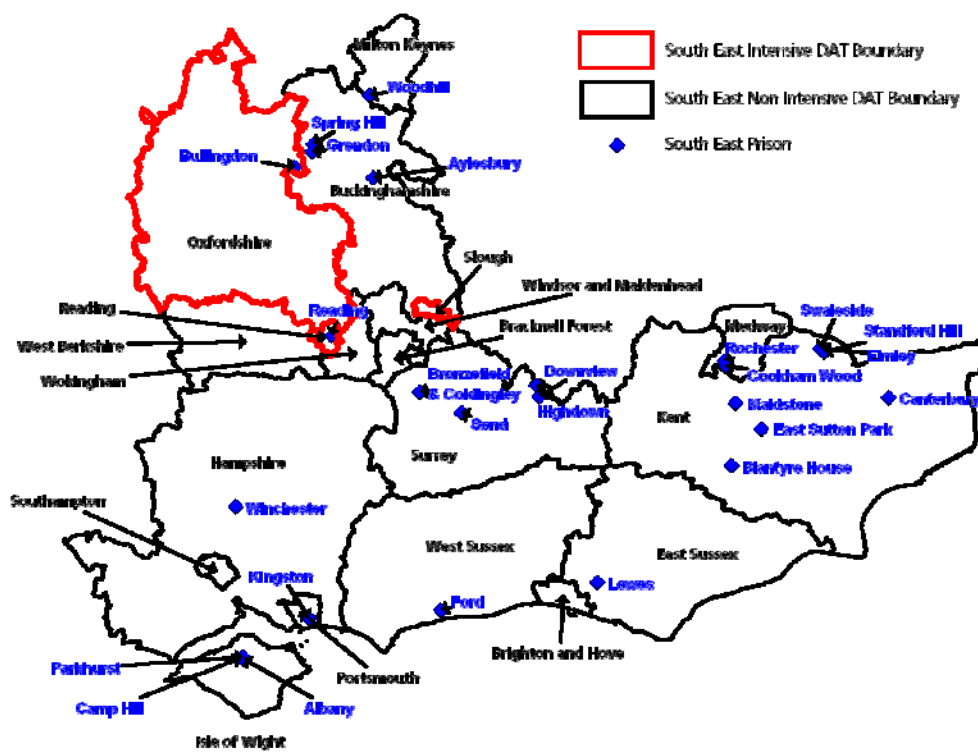 Milton Keynes
South East Intensive DAT Boundary
South East Non Intensive DAT Boundary
South East Prison
Woodhill
Spring Hill
Grendon
Bullingdon
Aylesbury
Buckinghamshire
Oxfordshire
Slough
Windsor and Maidenhead
Reading
Reading
Bracknell Forest
West Berkshire
Wokingham
Medway
Swaleside
Standford Hill
Elmley
Rochester
Cookham Wood
Bronzefield
& Coldingley
Downview
Highdown
Send
Maidstone
Canterbury
Kent
East Sutton Park
Blantyre House
Surrey
Hampshire
Southampton
Winchester
West Sussex
East Sussex
Kingston
Lewes
Ford
Brighton and Hove
Parkhurst
Portsmouth
Camp Hill
Albany
Isle of Wight